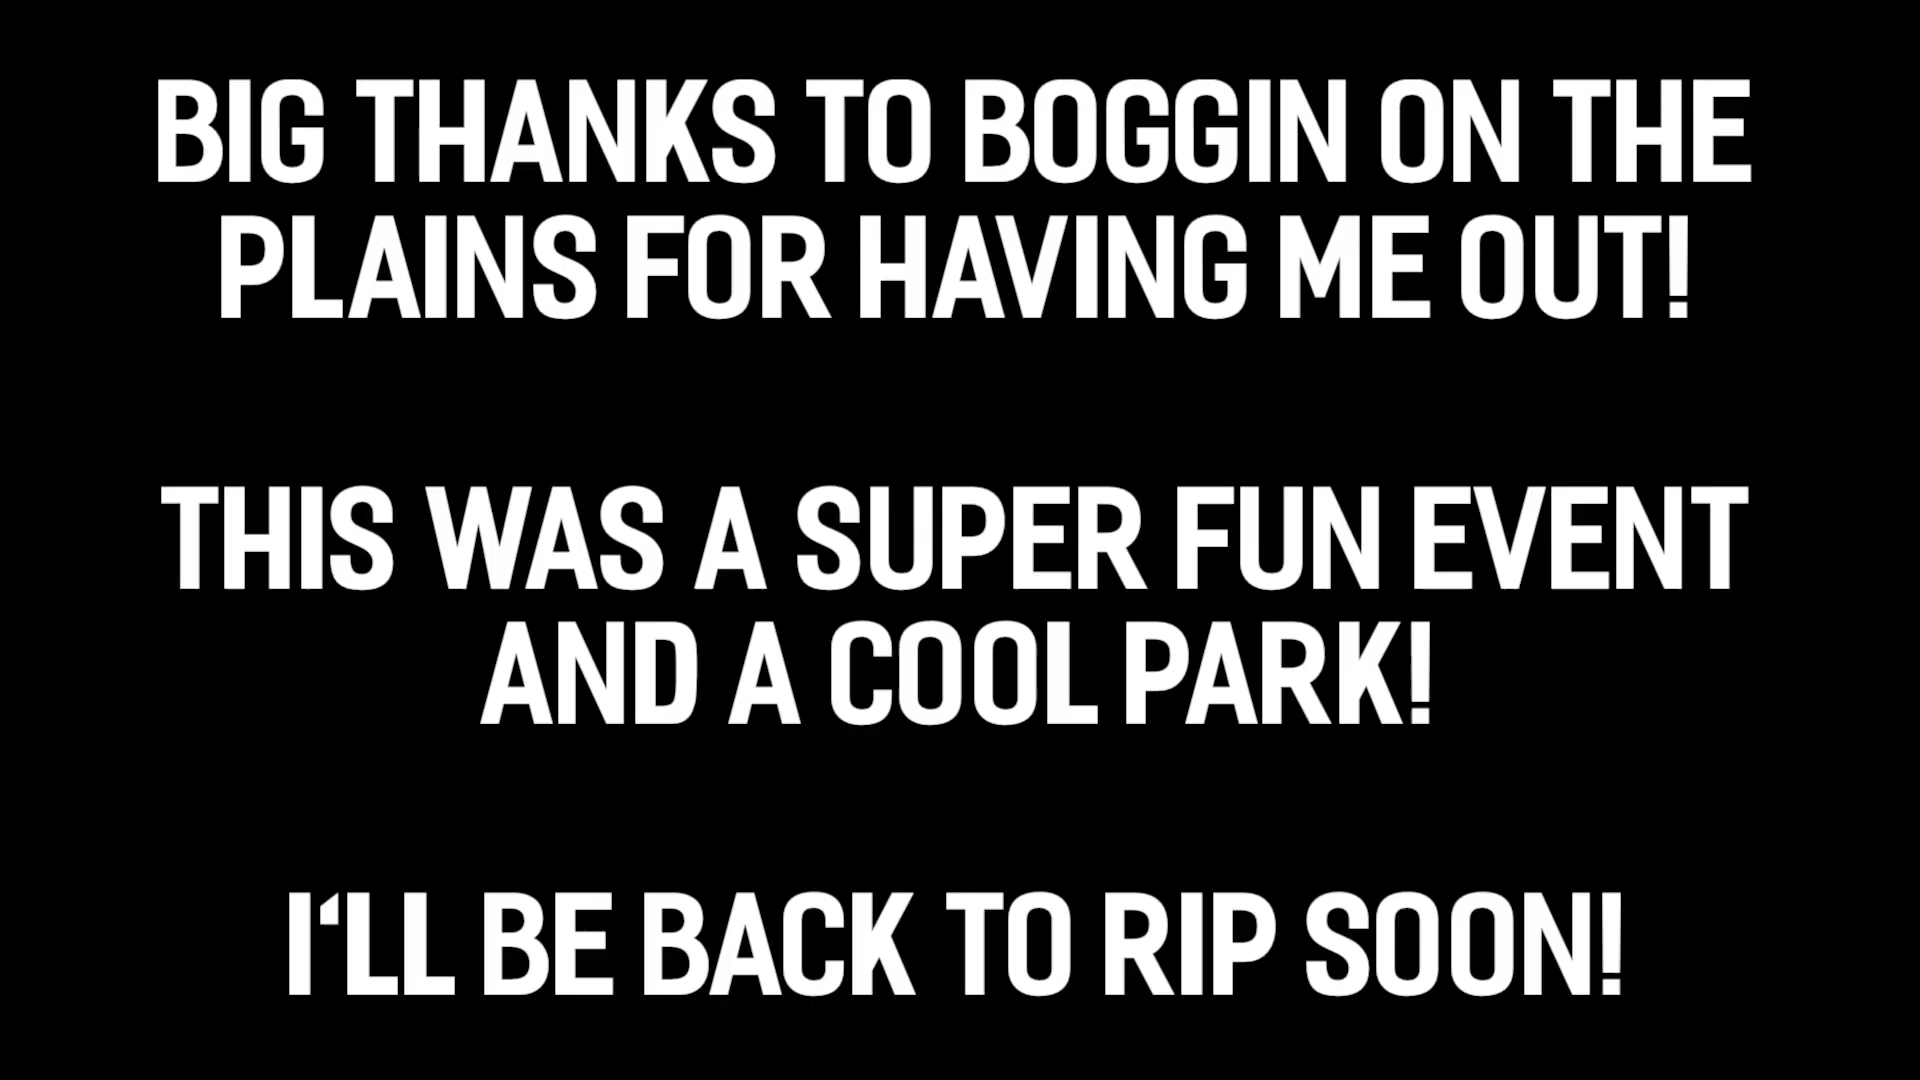 BIG THANKS TO BOGGIN ON THE
PLAINS FOR HAVING ME OUT!
THIS WAS A SUPER FUN EVENT
AND A COOL PARK!
I‘LL BE BACK TO RIP SOON!